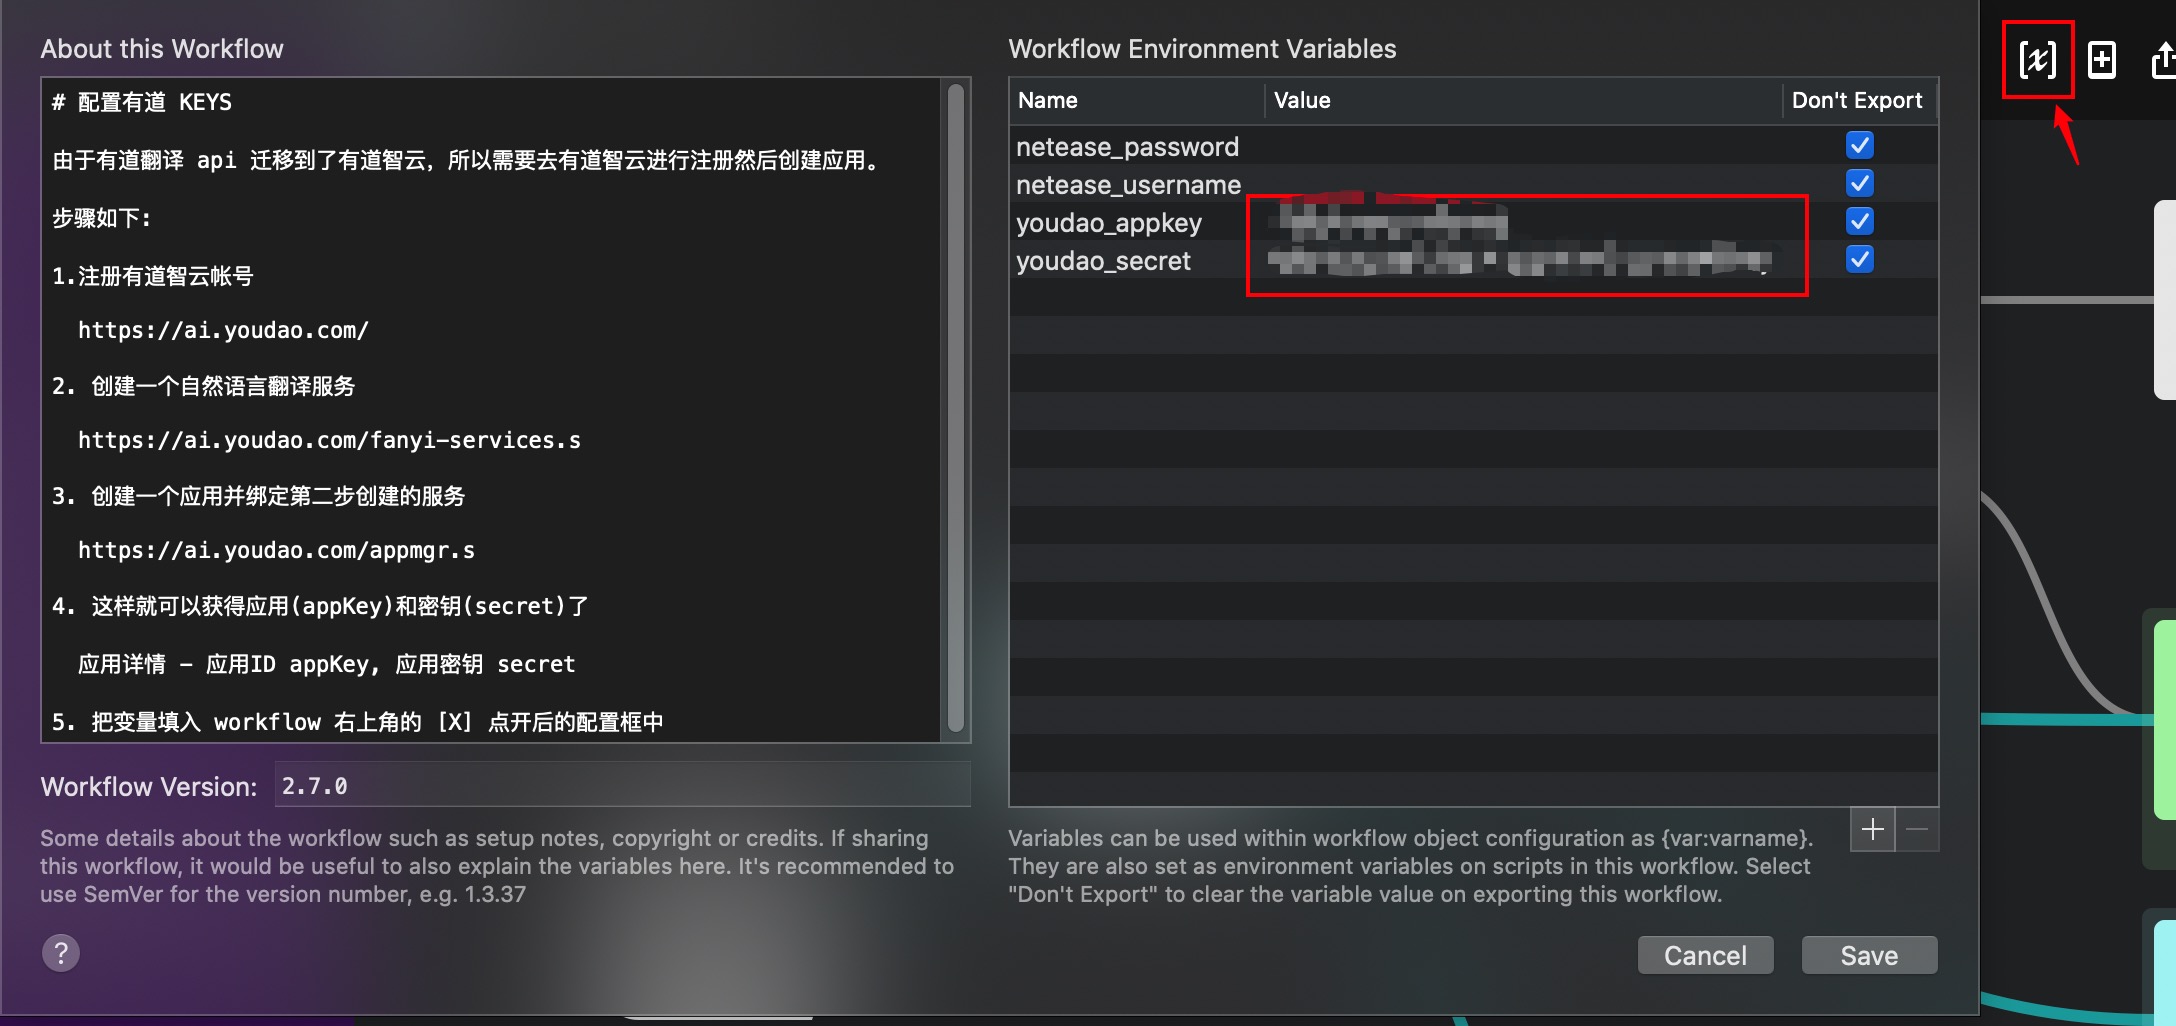 About this Workflow
# 配置有道 KEYS
由于有道翻译 api 迁移到了有道智云，所以需要去有道智云进行注册然后创建应用。
步骤如下:
1.注册有道智云帐号
https://ai.youdao.com/
2. 创建一个自然语言翻译服务
https://ai.youdao.com/fanyi-services.s
3. 创建一个应用并绑定第二步创建的服务
https://ai.youdao.com/appmgr.s
4. 这样就可以获得应用(appKey)和密钥(secret)了
应用详情 - 应用ID appKey, 应用密钥 secret
5. 把变量填入 workflow 右上角的 [X] 点开后的配置框中
Workflow Version: 2.7.0
Some details about the workflow such as setup notes, copyright or credits. If sharing
this workflow, it would be useful to also explain the variables here. It's recommended to
use SemVer for the version number, e.g. 1.3.37
?
Workflow Environment Variables
Name Value Don't Export
netease_password
netease_username
youdao_appkey
youdao_secret
Variables can be used within workflow object configuration as {var:varname}.
They are also set as environment variables on scripts in this workflow. Select
"Don't Export" to clear the variable value on exporting this workflow.
Cancel Save
[x]